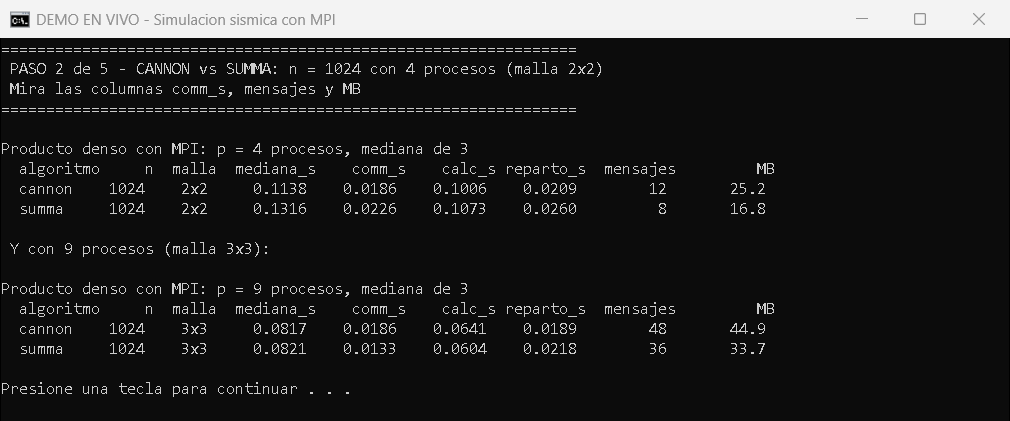 DEMO EN VIVO - Simulacion sismica con MPI
================================================================
PASO 2 de 5 - CANNON vs SUMMA: n = 1024 con 4 procesos (malla 2x2)
Mira las columnas comm_s, mensajes y MB
================================================================
Producto denso con MPI: p = 4 procesos, mediana de 3
algoritmo n malla mediana_s comm_s calc_s reparto_s mensajes MB
cannon 1024 2x2 0.1138 0.0186 0.1006 0.0209 12 25.2
summa 1024 2x2 0.1316 0.0226 0.1073 0.0260 8 16.8
Y con 9 procesos (malla 3x3):
Producto denso con MPI: p = 9 procesos, mediana de 3
algoritmo n malla mediana_s comm_s calc_s reparto_s mensajes MB
cannon 1024 3x3 0.0817 0.0186 0.0641 0.0189 48 44.9
summa 1024 3x3 0.0821 0.0133 0.0604 0.0218 36 33.7
Presione una tecla para continuar . . .